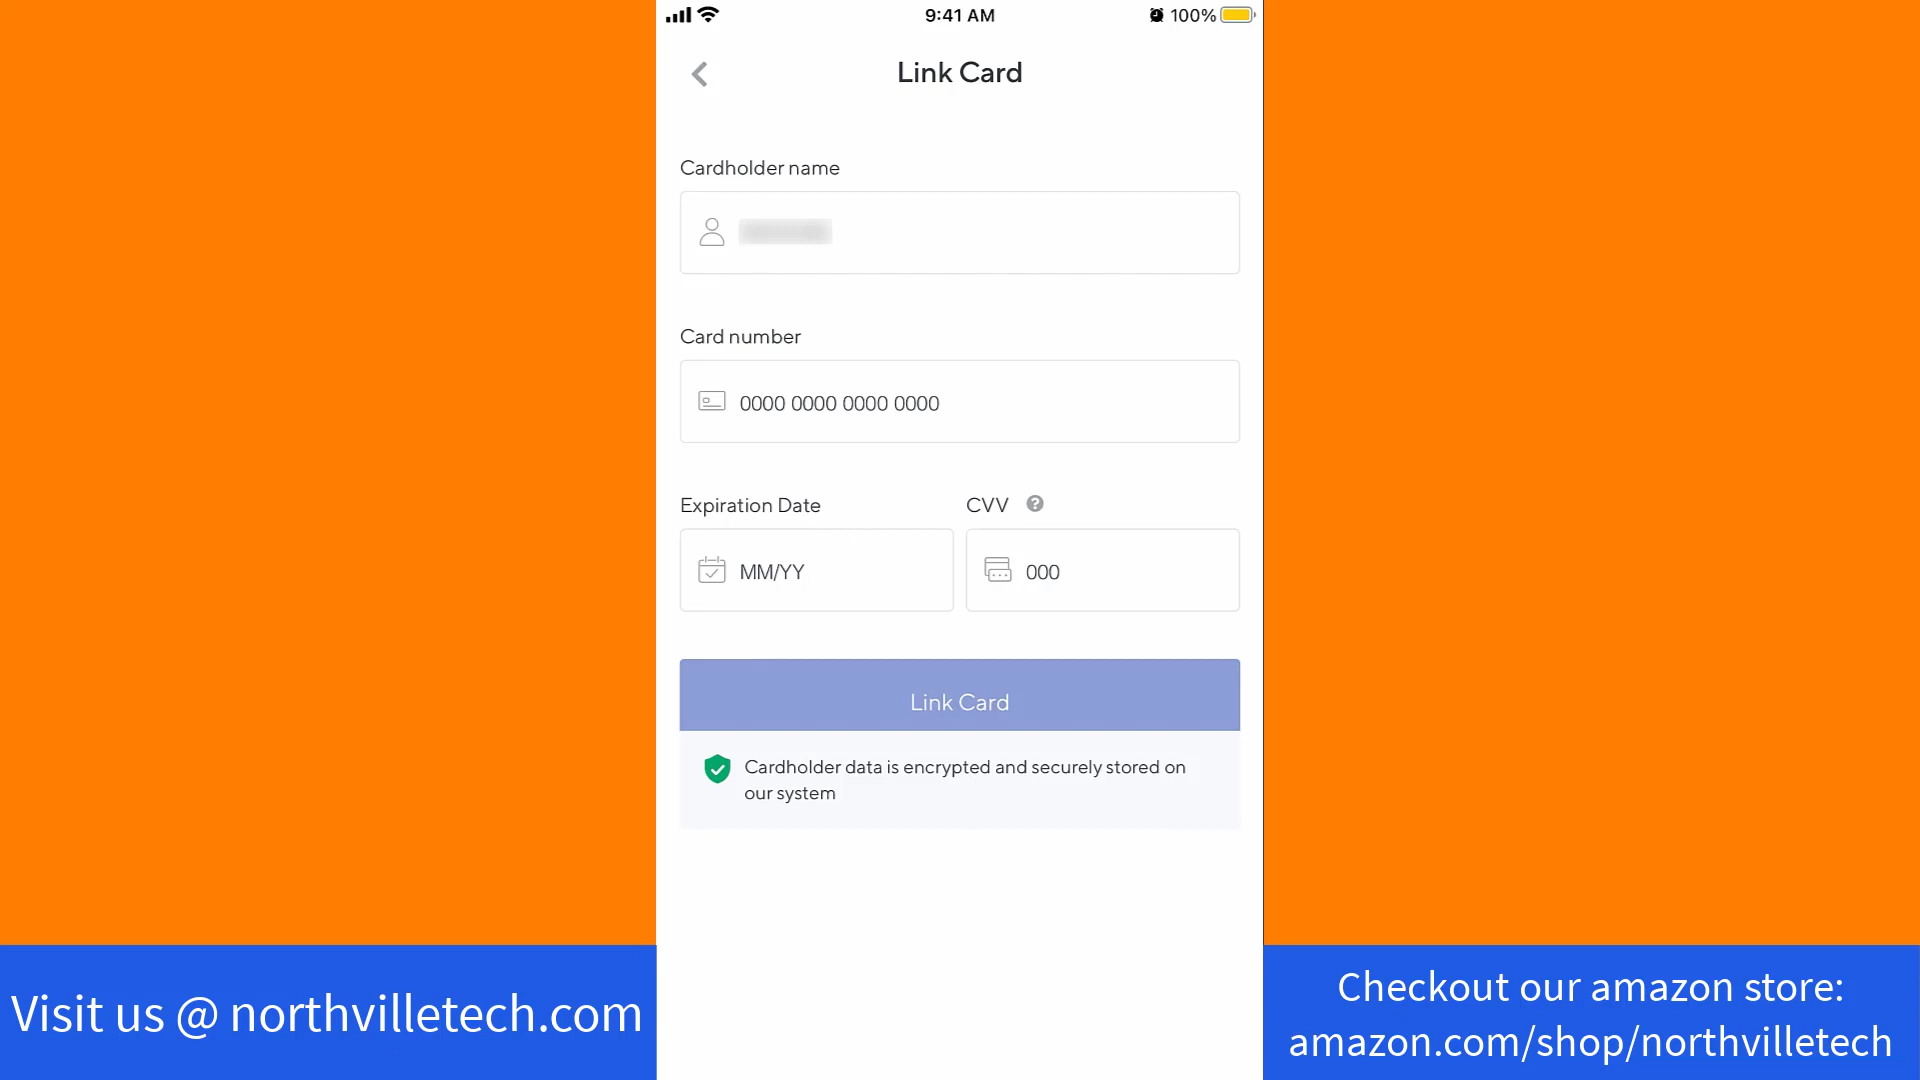 9:41 AM
100%
Link Card
Cardholder name
Card number
0000 0000 0000 0000
Expiration Date
CVV ?
MM/YY
000
Link Card
Cardholder data is encrypted and securely stored on
our system
Visit us @ northvilletech.com
Checkout our amazon store:
amazon.com/shop/northvilletech